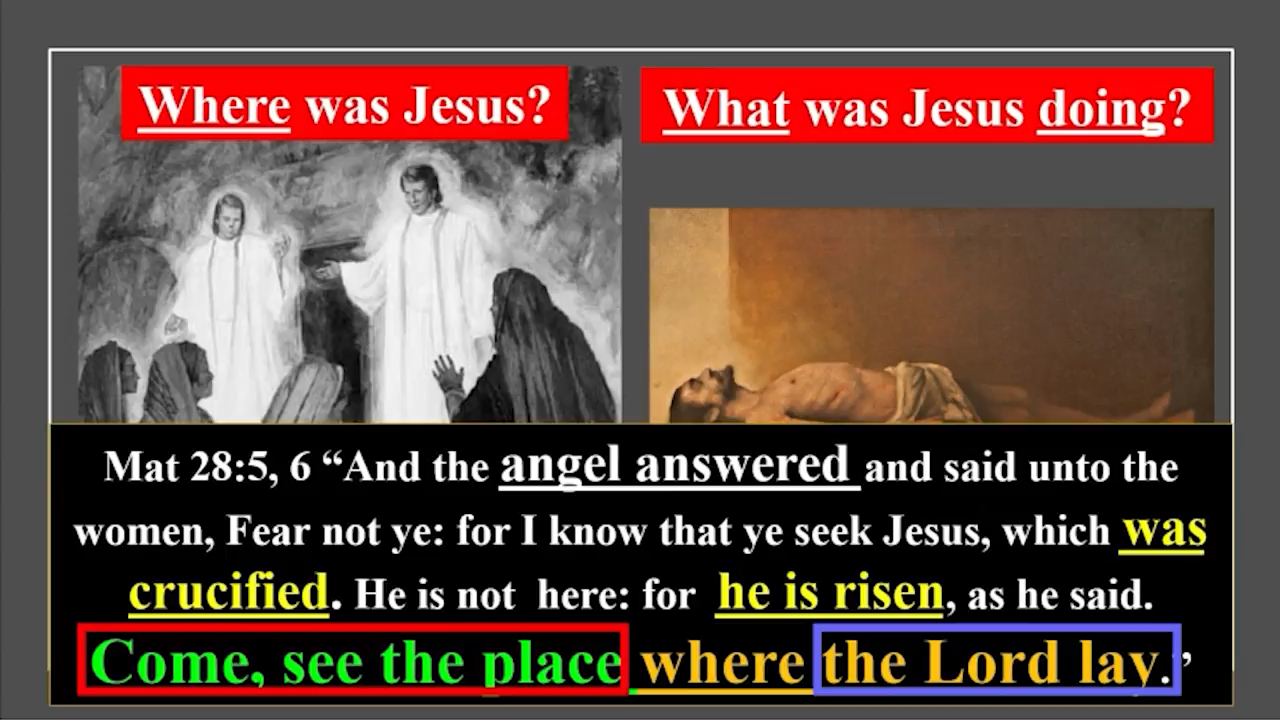 Where was Jesus?
What was Jesus doing?
Mat 28:5, 6 “And the angel answered and said unto the
women, Fear not ye: for I know that ye seek Jesus, which was
crucified. He is not here: for he is risen, as he said.
Come, see the place where the Lord lay.”